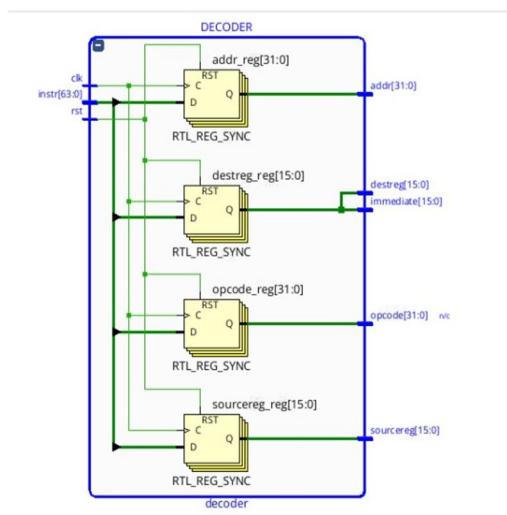 DECODER
addr_reg[31:0]
clk
RST
C
addr[31:0]
instr[63:0]
D
Q
rst
RTL_REG_SYNC
destreg_reg[15:0]
RST
destreg[15:0]
C
immediate[15:0]
D
Q
RTL_REG_SYNC
opcode_reg[31:0]
RST
C
opcode[31:0]
n/c
D
Q
RTL_REG_SYNC
sourcereg_reg[15:0]
RST
C
sourcereg[15:0]
D
Q
RTL_REG_SYNC
decoder